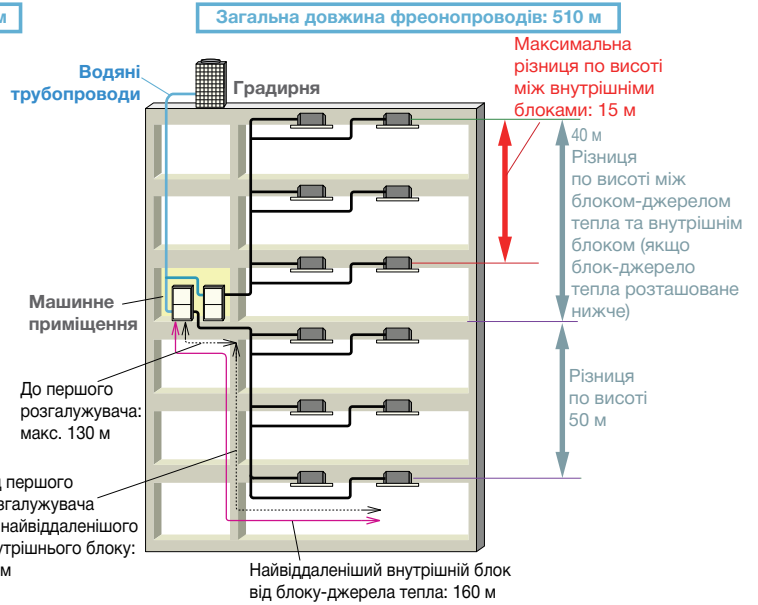 м
Загальна довжина фреонопроводів: 510 м
Водяні
трубопроводи
Градирня
Максимальна
різниця по висоті
між внутрішніми
блоками: 15 м
40 м
Різниця
по висоті між
блоком-джерелом
тепла та внутрішнім
блоком (якщо
блок-джерело
тепла розташоване
нижче)
Машинне
приміщення
До першого
розгалужувача:
макс. 130 м
Різниця
по висоті
50 м
першого
найвіддаленішого
блоку:
м
Найвіддаленіший внутрішній блок
від блоку-джерела тепла: 160 м